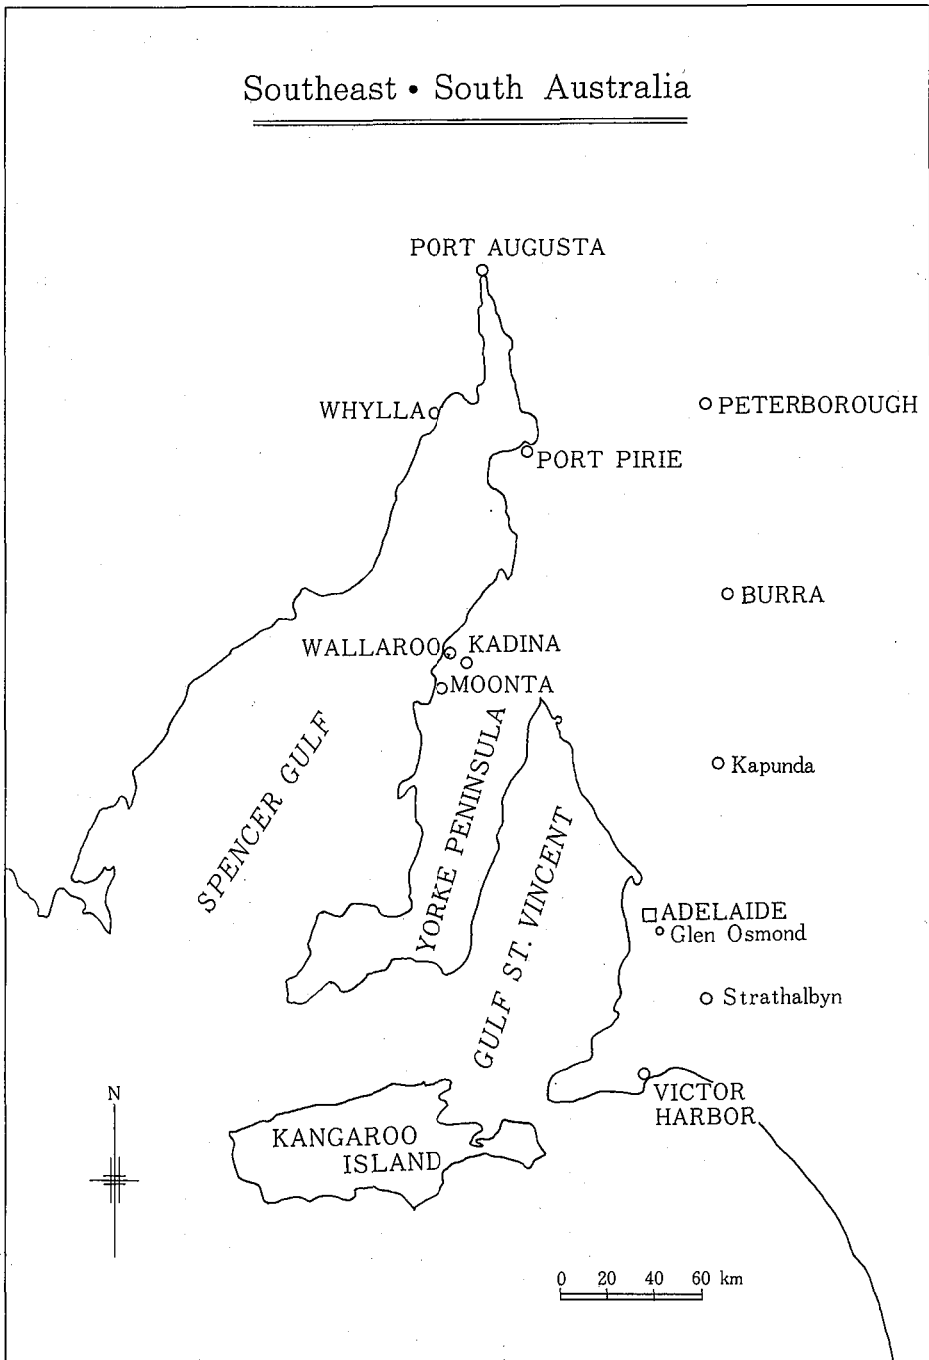 Southeast • South Australia
PORT AUGUSTA
WHYLLA
PETERBOROUGH
PORT PIRIE
BURRA
WALLAROO
KADINA
MOONTA
SPENCER GULF
YORKE PENINSULA
GULF ST. VINCENT
Kapunda
ADELAIDE
Glen Osmond
Strathalbyn
VICTOR
HARBOR
N
KANGAROO
ISLAND
0 20 40 60 km